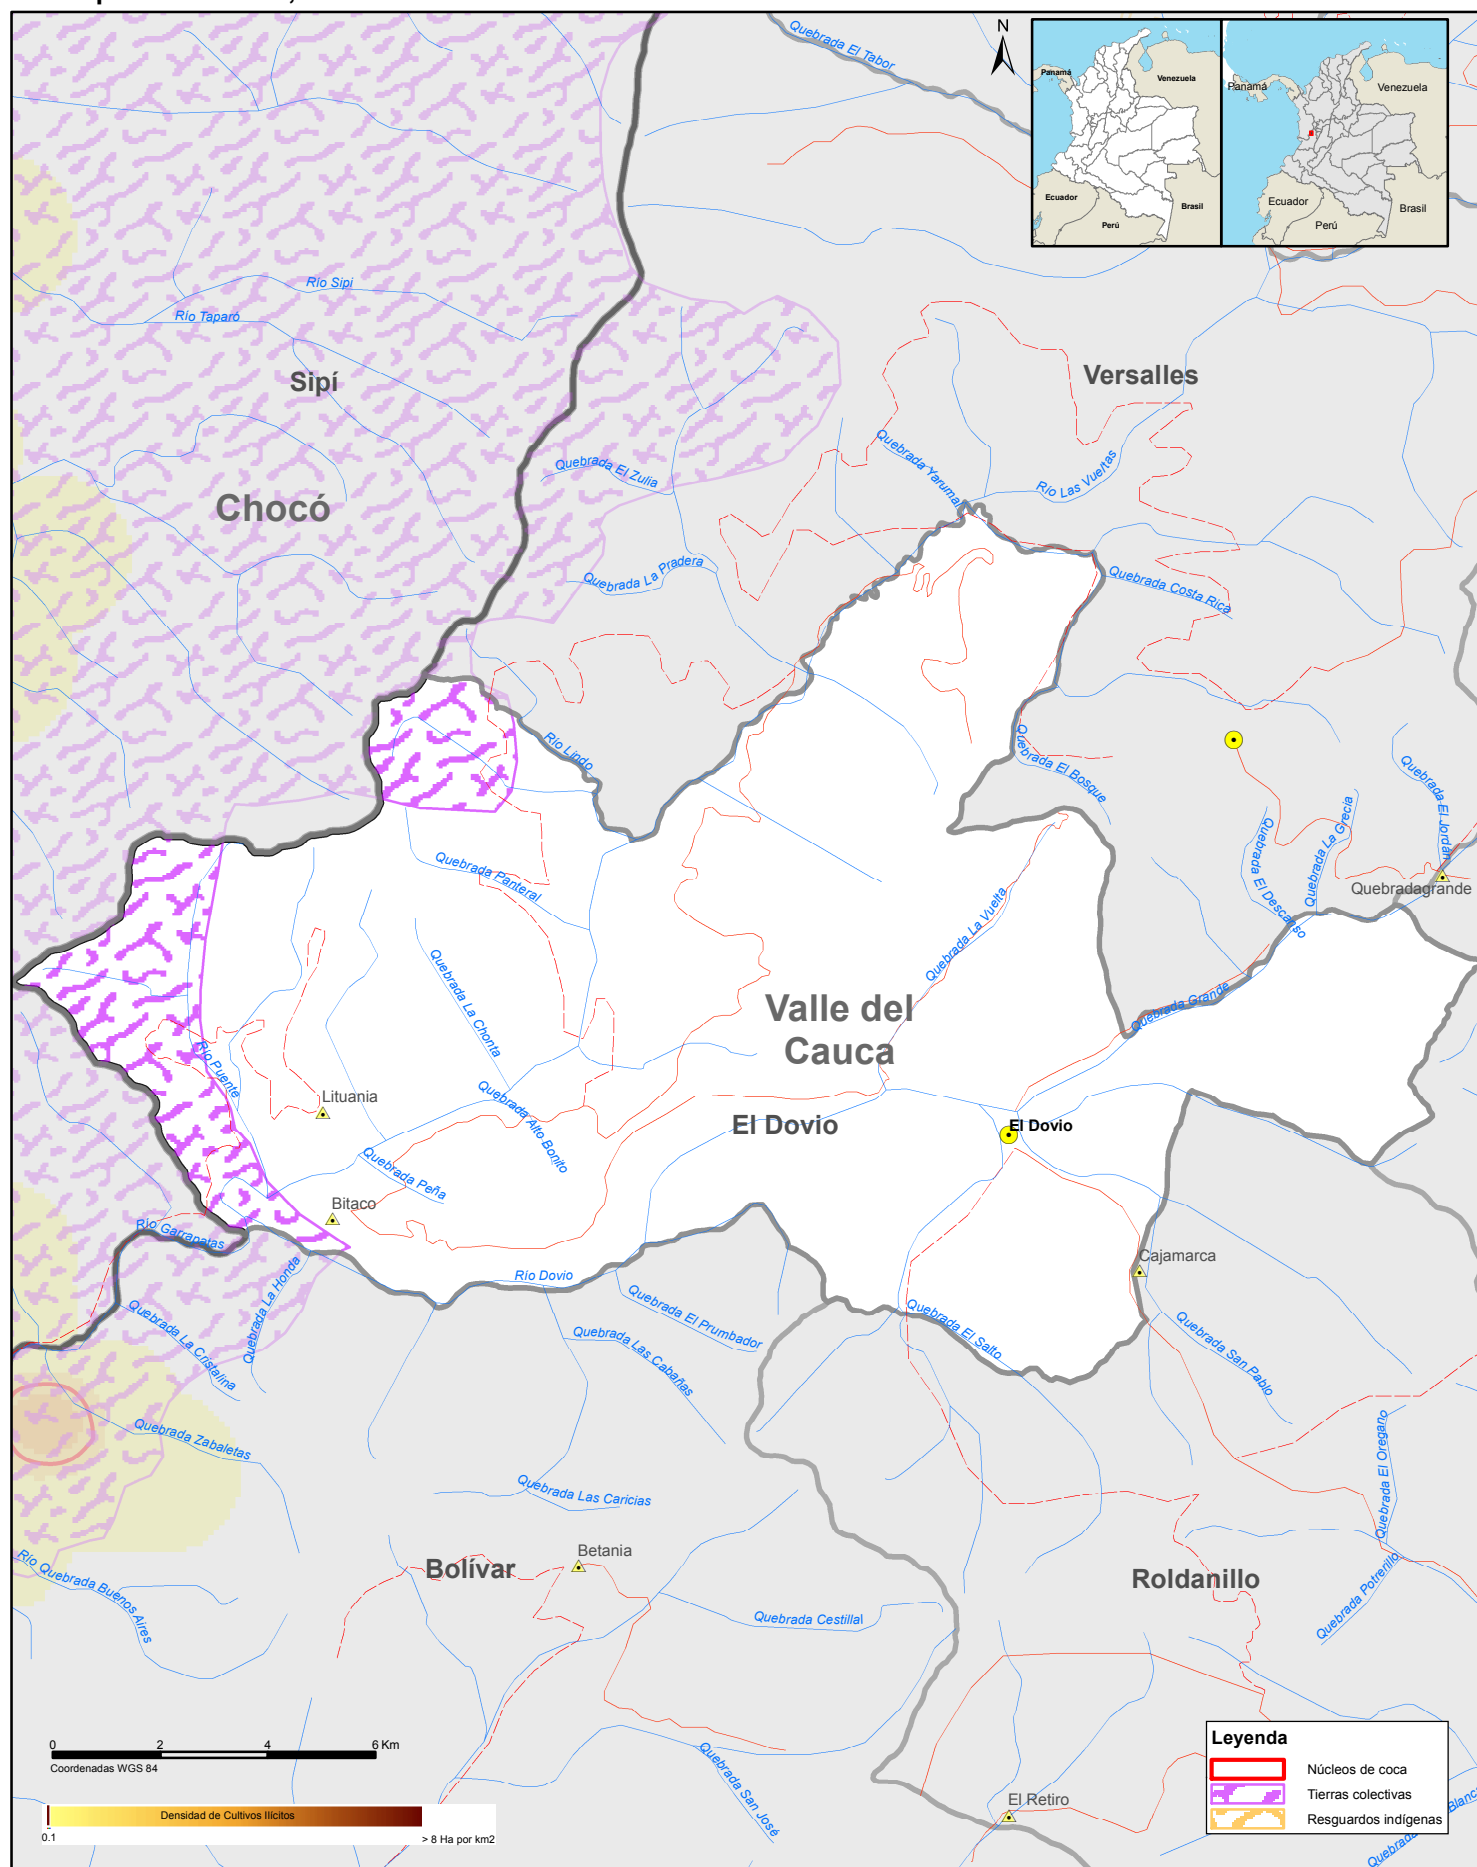 N
Panamá
Venezuela
Ecuador
Perú
Brasil
Panamá
Venezuela
Ecuador
Perú
Brasil
Quebrada El Tabor
Río Sipi
Río Taparó
Sipí
Versalles
Quebrada El Zulia
Quebrada Yaruma
Río Las Vueltas
Chocó
Quebrada La Pradera
Quebrada Costa Rica
Río Lindo
Quebrada El Bosque
Quebrada El Jordán
Quebrada La Grecia
Quebrada El Descanso
Quebradagrande
Quebrada Panteral
Quebrada La Vuelta
Quebrada La Chonta
Valle del
Cauca
Quebrada Grande
Río Puente
Lituania
Quebrada Alto Bonito
El Dovio
El Dovio
Quebrada Peña
Bitaco
Río Garrapatas
Quebrada La Honda
Río Dovio
Cajamarca
Quebrada La Cristalina
Quebrada El Prumbador
Quebrada Las Cabañas
Quebrada El Salto
Quebrada San Pablo
Quebrada Zabaletas
Quebrada El Oregano
Quebrada Las Caricias
Río Quebrada Buenos Aires
Bolívar
Betania
Roldanillo
Quebrada Potrerillo
Quebrada Cestillal
Quebrada San José
El Retiro
0 2 4 6 Km
Coordenadas WGS 84
Densidad de Cultivos Ilícitos
0.1
> 8 Ha por km2
Leyenda
Núcleos de coca
Tierras colectivas
Resguardos indígenas